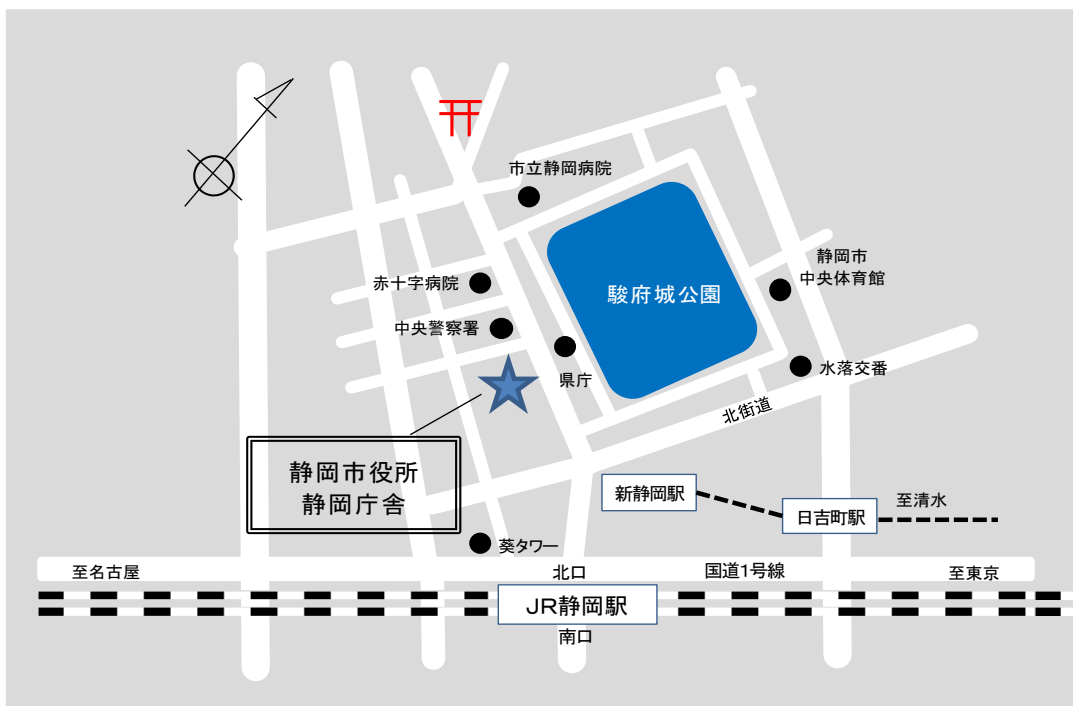 市立静岡病院
静岡市
中央体育館
赤十字病院
駿府城公園
中央警察署
県庁
水落交番
北街道
静岡市役所
静岡庁舎
新静岡駅
日吉町駅
至清水
葵タワー
至名古屋
北口
国道1号線
至東京
JR静岡駅
南口